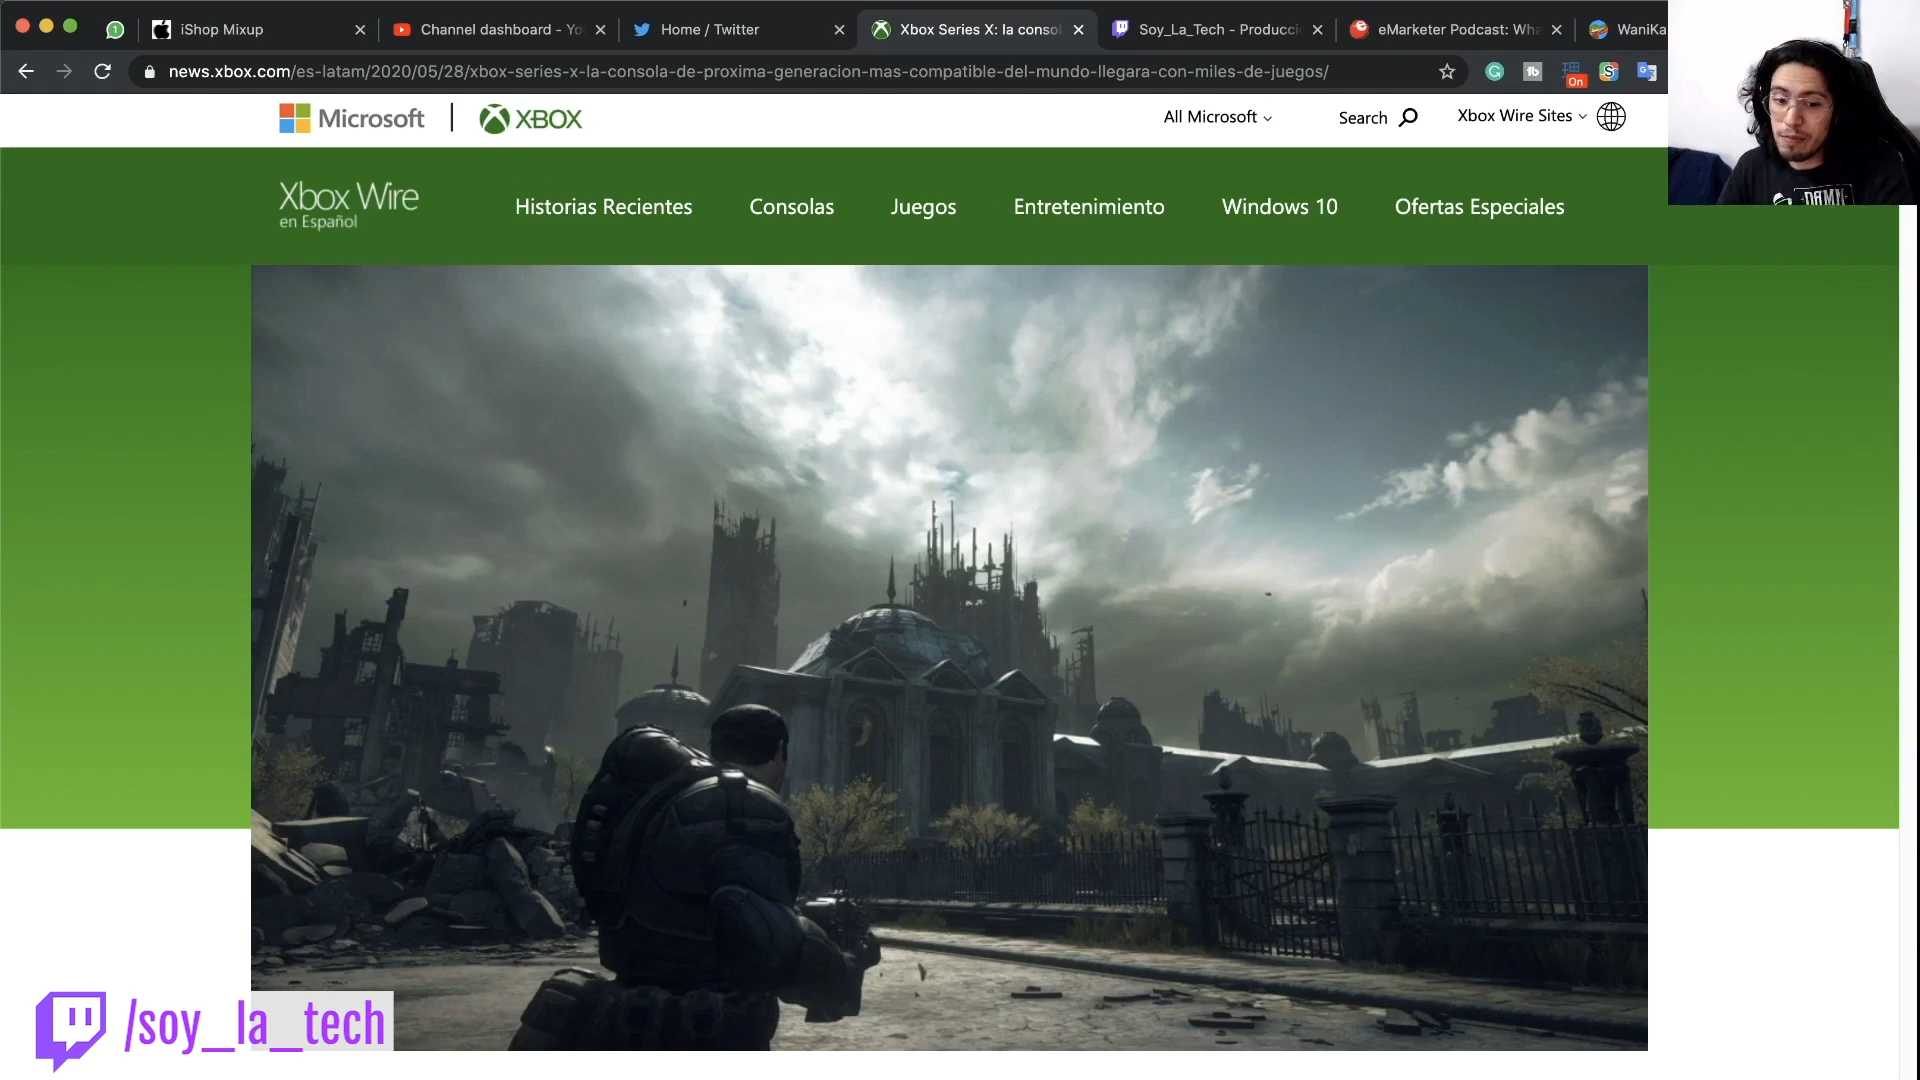 iShop Mixup
Channel dashboard - Yo
Home / Twitter
Xbox Series X: la consol
Soy_La_Tech - Producci
eMarketer Podcast: Wha
WaniKa
news.xbox.com/es-latam/2020/05/28/xbox-series-x-la-consola-de-proxima-generacion-mas-compatible-del-mundo-llegara-con-miles-de-juegos/
tb
On
Microsoft
XBOX
All Microsoft
Search
Xbox Wire Sites
Xbox Wire
en Español
Historias Recientes
Consolas
Juegos
Entretenimiento
Windows 10
Ofertas Especiales
/soy_la_tech